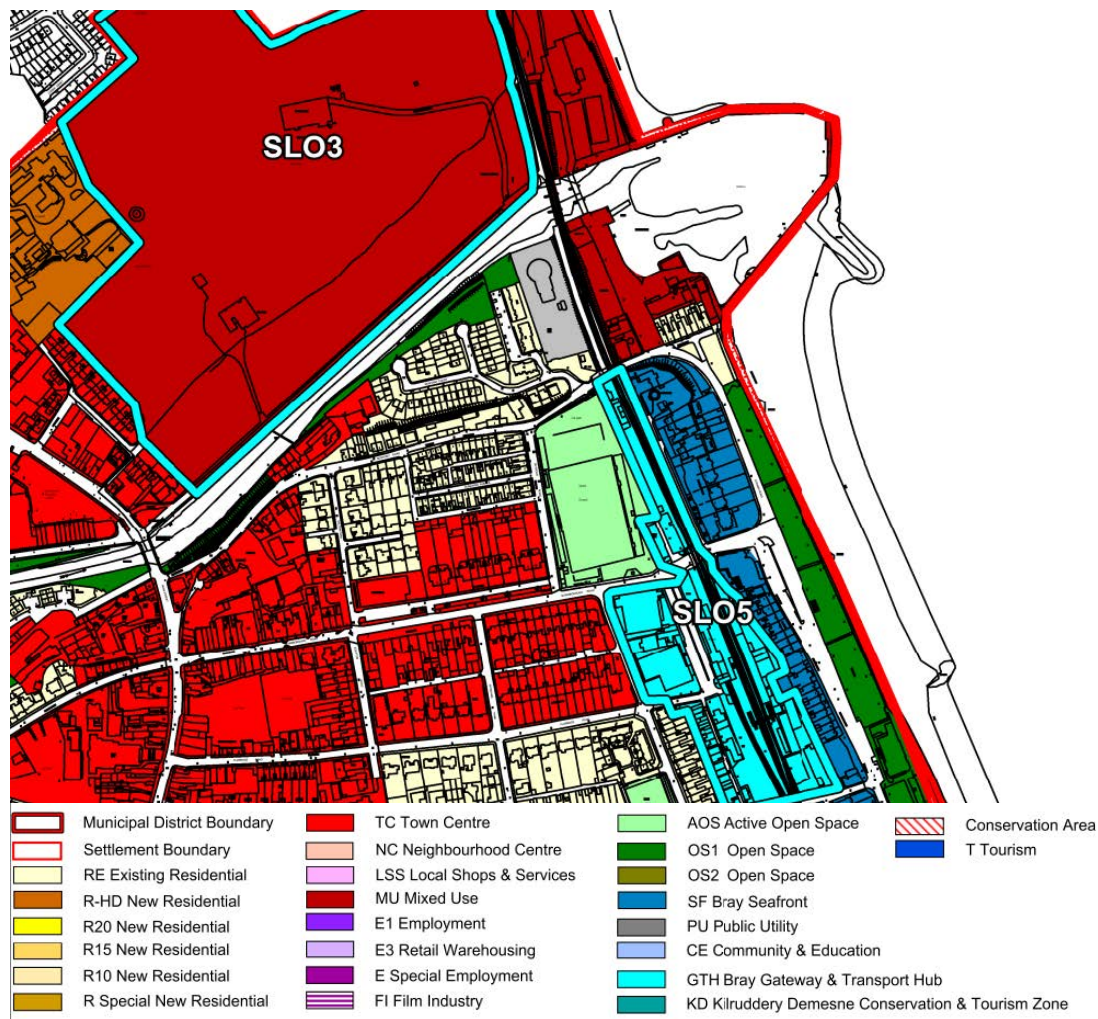 SLO3
SLO5
Municipal District Boundary
Settlement Boundary
RE Existing Residential
R-HD New Residential
R20 New Residential
R15 New Residential
R10 New Residential
R Special New Residential
TC Town Centre
NC Neighbourhood Centre
LSS Local Shops & Services
MU Mixed Use
E1 Employment
E3 Retail Warehousing
E Special Employment
FI Film Industry
AOS Active Open Space
OS1 Open Space
OS2 Open Space
SF Bray Seafront
PU Public Utility
CE Community & Education
GTH Bray Gateway & Transport Hub
KD Kilruddery Demesne Conservation & Tourism Zone
Conservation Area
T Tourism